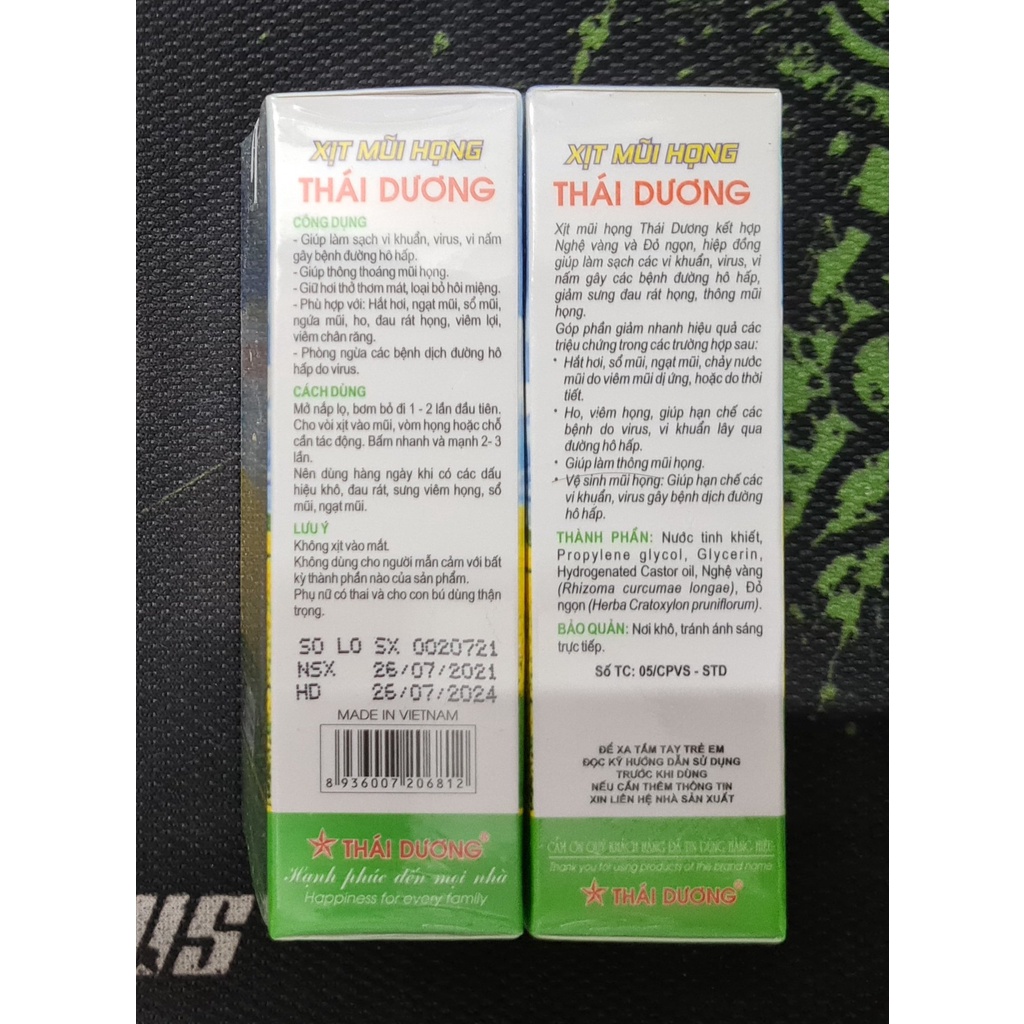 XỊT MŨI HỌNG
THÁI DƯƠNG
CÔNG DỤNG
- Giúp làm sạch vi khuẩn, virus, vi nấm
gây bệnh đường hô hấp.
- Giúp thông thoáng mũi họng.
- Giữ hơi thở thơm mát, loại bỏ hôi miệng.
- Phù hợp với: Hắt hơi, ngạt mũi, sổ mũi,
ngứa mũi, ho, đau rát họng, viêm lợi,
viêm chân răng.
- Phòng ngừa các bệnh dịch đường hô
hấp do virus.
CÁCH DÙNG
Mở nắp lọ, bơm bỏ đi 1 - 2 lần đầu tiên.
Cho vòi xịt vào mũi, vòm họng hoặc chỗ
cần tác động. Bấm nhanh và mạnh 2- 3
lần.
Nên dùng hàng ngày khi có các dấu
hiệu khô, đau rát, sưng viêm họng, sổ
mũi, ngạt mũi.
LƯU Ý
Không xịt vào mắt.
Không dùng cho người mẫn cảm với bất
kỳ thành phần nào của sản phẩm.
Phụ nữ có thai và cho con bú dùng thận
trọng.
SO LO SX 0020721
NSX 26/07/2021
HD 26/07/2024
MADE IN VIETNAM
8 936007 206812
THÁI DƯƠNG®
Hạnh phúc đến mọi nhà
Happiness for every family
XỊT MŨI HỌNG
THÁI DƯƠNG
Xịt mũi họng Thái Dương kết hợp
Nghệ vàng và Đỏ ngọn, hiệp đồng
giúp làm sạch các vi khuẩn, virus, vi
nấm gây các bệnh đường hô hấp,
giảm sưng đau rát họng, thông mũi
họng.
Góp phần giảm nhanh hiệu quả các
triệu chứng trong các trường hợp sau:
* Hắt hơi, sổ mũi, ngạt mũi, chảy nước
mũi do viêm mũi dị ứng, hoặc do thời
tiết.
* Ho, viêm họng, giúp hạn chế các
bệnh do virus, vi khuẩn lây qua
đường hô hấp.
* Giúp làm thông mũi họng.
* Vệ sinh mũi họng: Giúp hạn chế các
vi khuẩn, virus gây bệnh dịch đường
hô hấp.
THÀNH PHẦN: Nước tinh khiết,
Propylene glycol, Glycerin,
Hydrogenated Castor oil, Nghệ vàng
(Rhizoma curcumae longae), Đỏ
ngọn (Herba Cratoxylon pruniflorum).
BẢO QUẢN: Nơi khô, tránh ánh sáng
trực tiếp.
Số TC: 05/CPVS - STD
ĐỂ XA TẦM TAY TRẺ EM
ĐỌC KỸ HƯỚNG DẪN SỬ DỤNG
TRƯỚC KHI DÙNG
NẾU CẦN THÊM THÔNG TIN
XIN LIÊN HỆ NHÀ SẢN XUẤT
CẢM ƠN QUÝ KHÁCH HÀNG ĐÃ TIN DÙNG HÀNG HIỆU
Thank you for using products of the brand name
THÁI DƯƠNG®